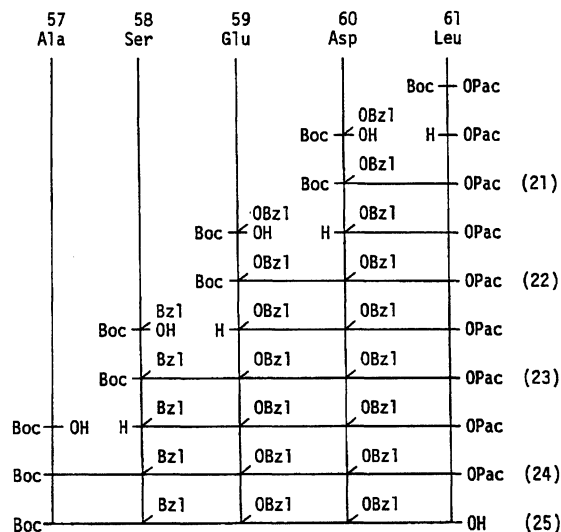 57 58 59 60 61
Ala Ser Glu Asp Leu
Boc OPac
OBzl
Boc OH H OPac
OBzl
Boc OPac (21)
OBzl OBzl
Boc OH H OPac
OBzl OBzl
Boc OPac (22)
Bzl OBzl OBzl
Boc OH H OPac
Bzl OBzl OBzl
Boc OPac (23)
Bzl OBzl OBzl
Boc OH H OPac
Bzl OBzl OBzl
Boc OPac (24)
Bzl OBzl OBzl
Boc OH (25)